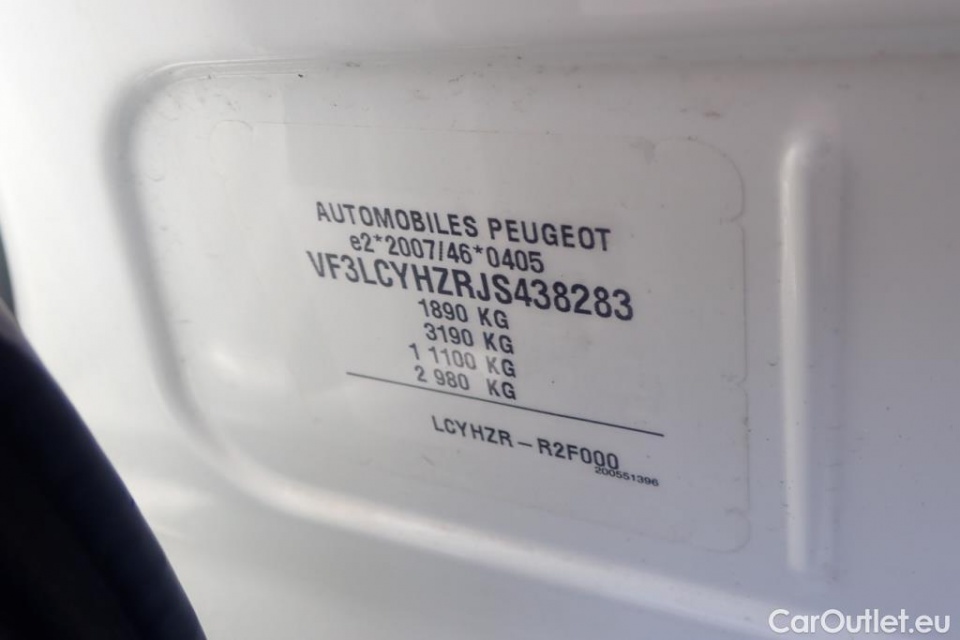 AUTOMOBILES PEUGEOT
e2*2007/46*0405
VF3LCYHZRJS438283
1890 KG
3190 KG
1 1100 KG
2 980 KG
LCYHZR – R2F000
200551396
CarOutlet.eu